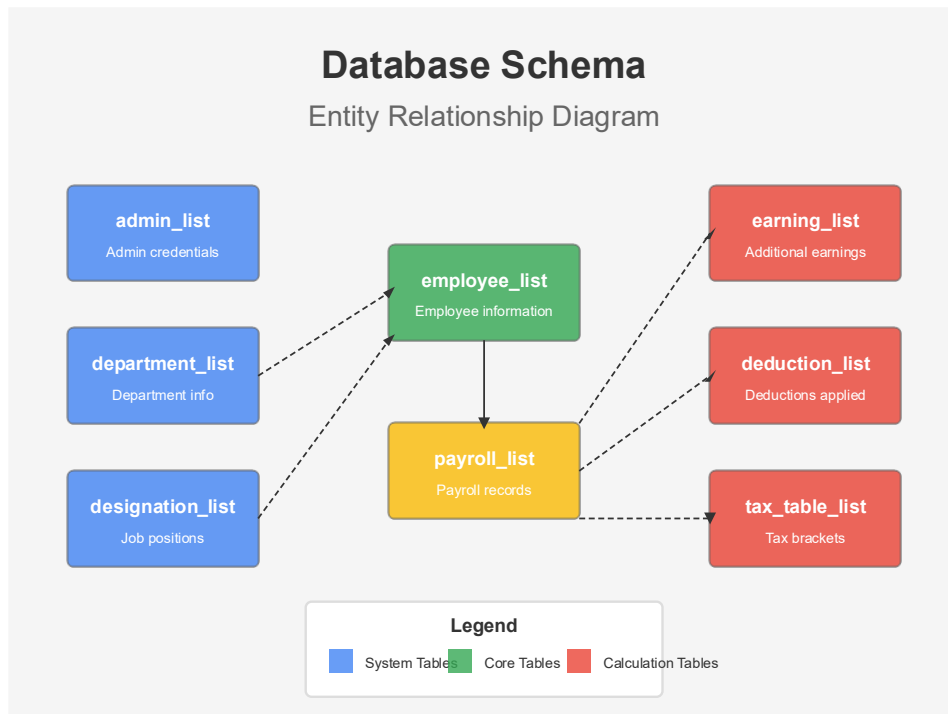 Database Schema
Entity Relationship Diagram
admin_list
Admin credentials
department_list
Department info
designation_list
Job positions
employee_list
Employee information
payroll_list
Payroll records
earning_list
Additional earnings
deduction_list
Deductions applied
tax_table_list
Tax brackets
Legend
System Tables
Core Tables
Calculation Tables